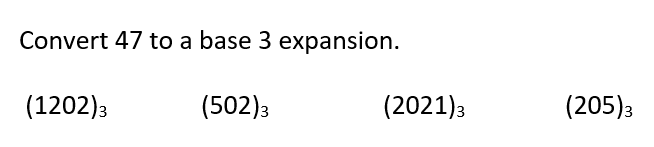 Convert 47 to a base 3 expansion.
(1202)₃ (502)₃ (2021)₃ (205)₃